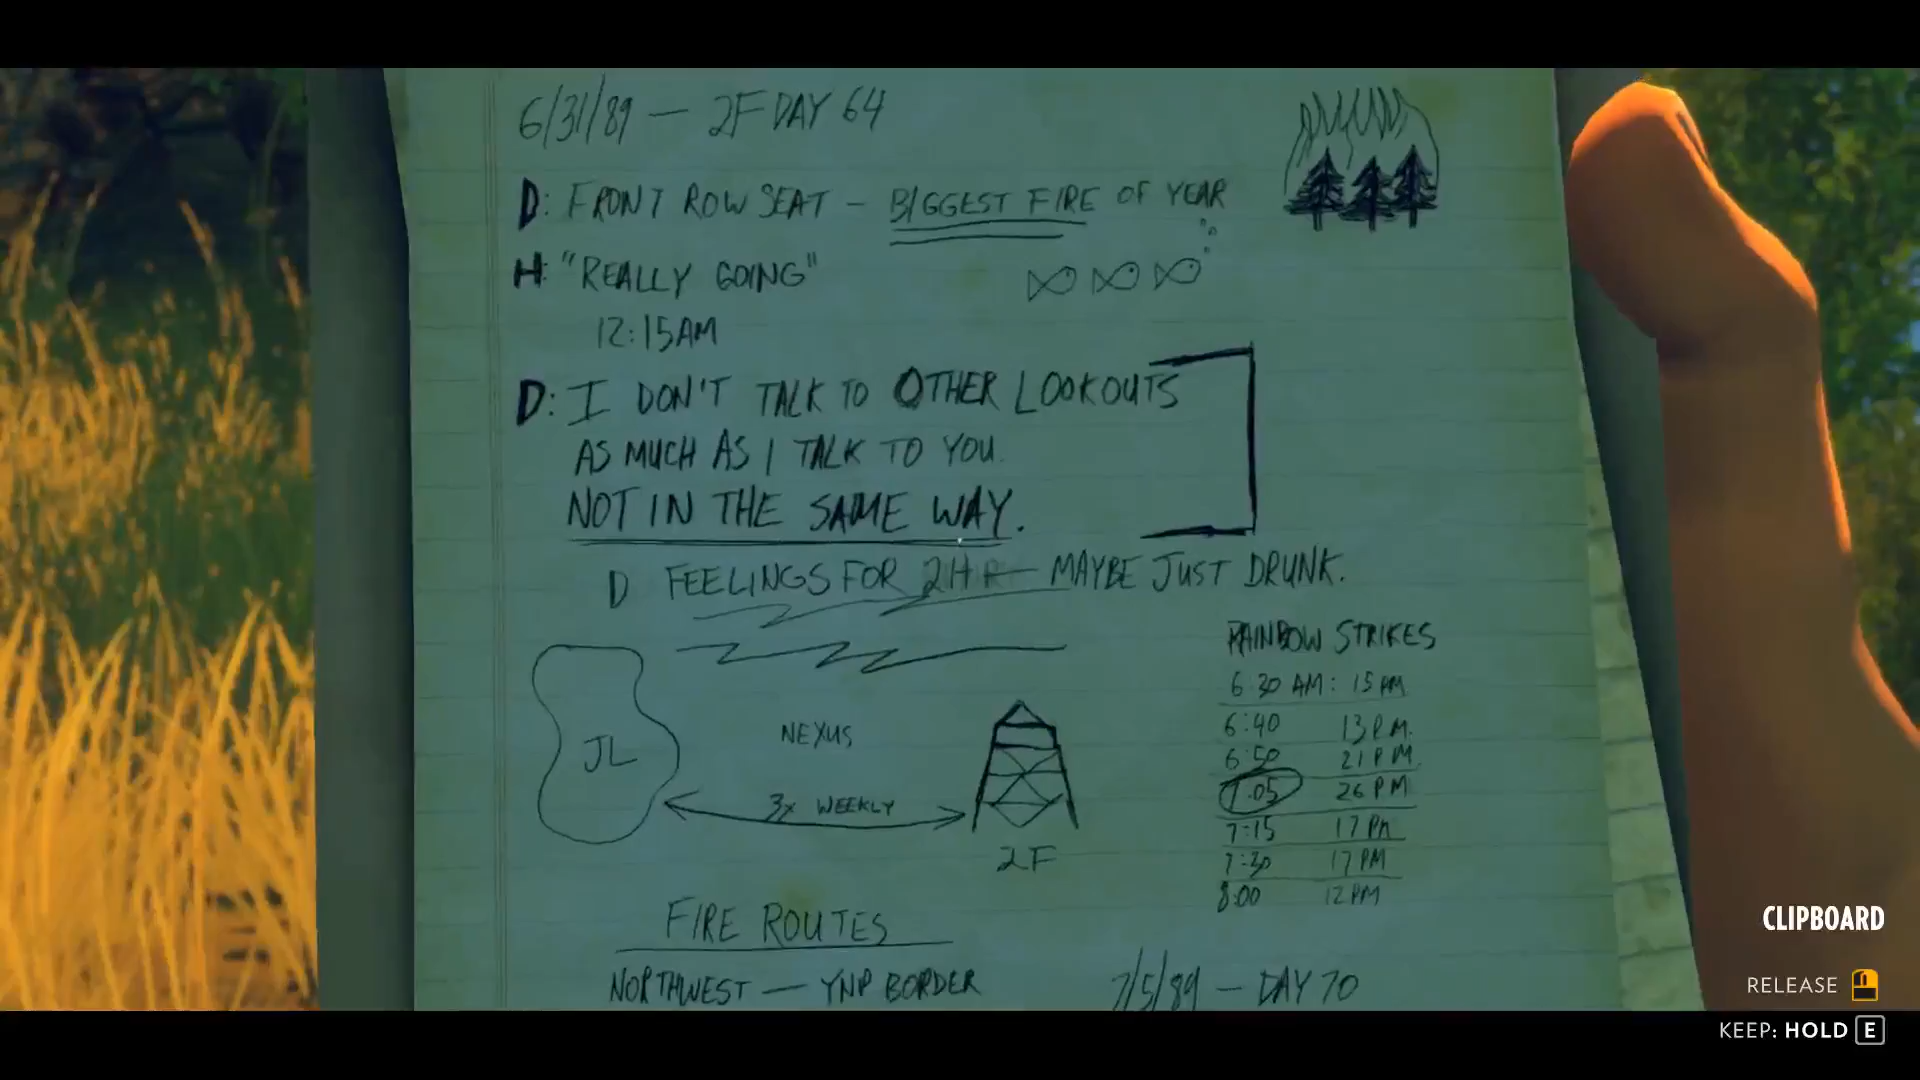 6/31/89 — 2F DAY 64
D: FRONT ROW SEAT — BIGGEST FIRE OF YEAR
H: "REALLY GOING"
12:15AM
D: I DON'T TALK TO OTHER LOOKOUTS
AS MUCH AS I TALK TO YOU.
NOT IN THE SAME WAY.
D FEELINGS FOR — MAYBE JUST DRUNK.
RAINBOW STRIKES
6:30 AM: 15 PM
6:40 13 PM
6:50 21 PM
7:05 26 PM
7:15 17 PM
7:30 17 PM
8:00 12 PM
JL
NEXUS
3x WEEKLY
2F
FIRE ROUTES
NORTHWEST — YNP BORDER
7/5/89 — DAY 70
CLIPBOARD
RELEASE
KEEP: HOLD E